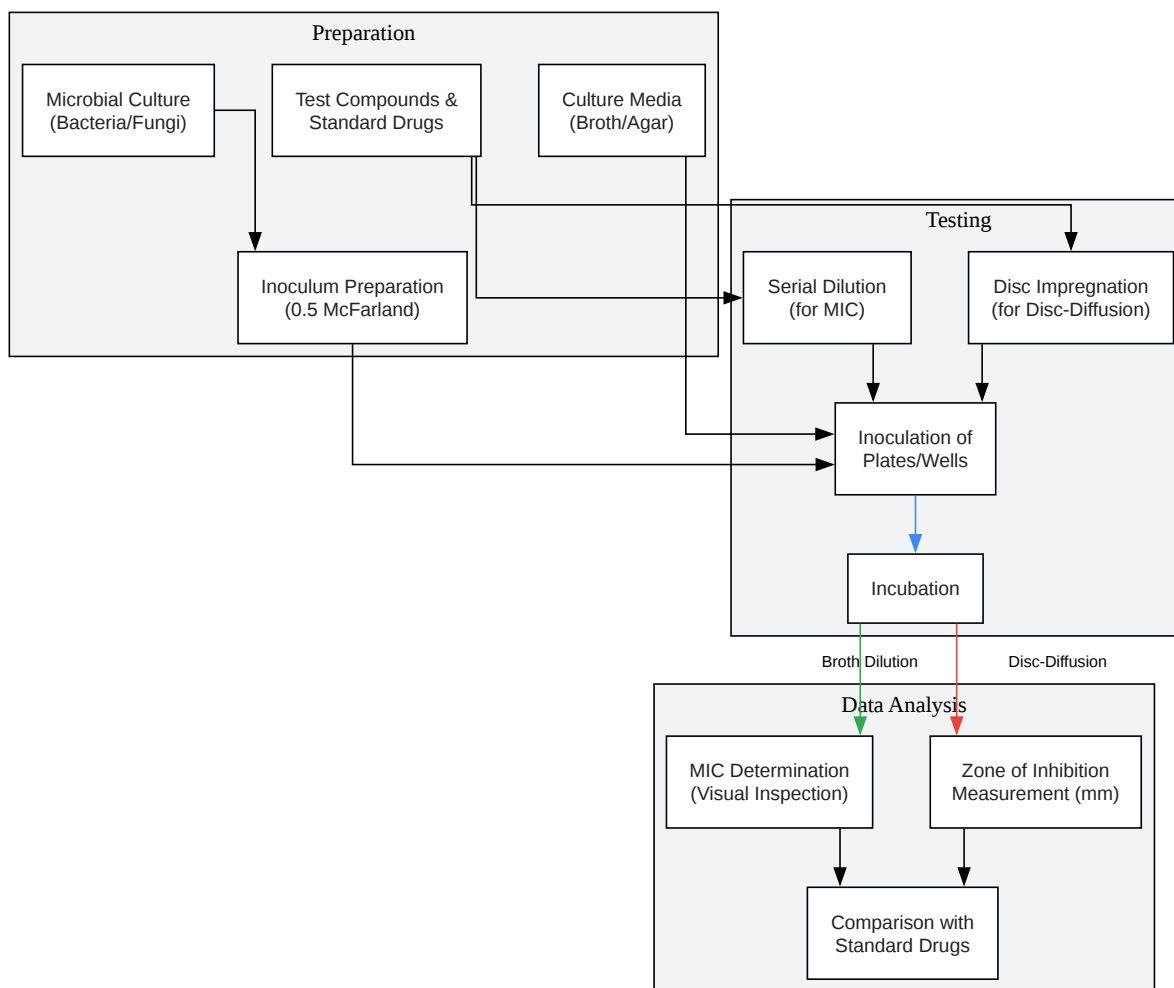 Preparation
Microbial Culture
(Bacteria/Fungi)
Test Compounds &
Standard Drugs
Culture Media
(Broth/Agar)
Inoculum Preparation
(0.5 McFarland)
Testing
Serial Dilution
(for MIC)
Disc Impregnation
(for Disc-Diffusion)
Inoculation of
Plates/Wells
Incubation
Broth Dilution
Disc-Diffusion
Data Analysis
MIC Determination
(Visual Inspection)
Zone of Inhibition
Measurement (mm)
Comparison with
Standard Drugs